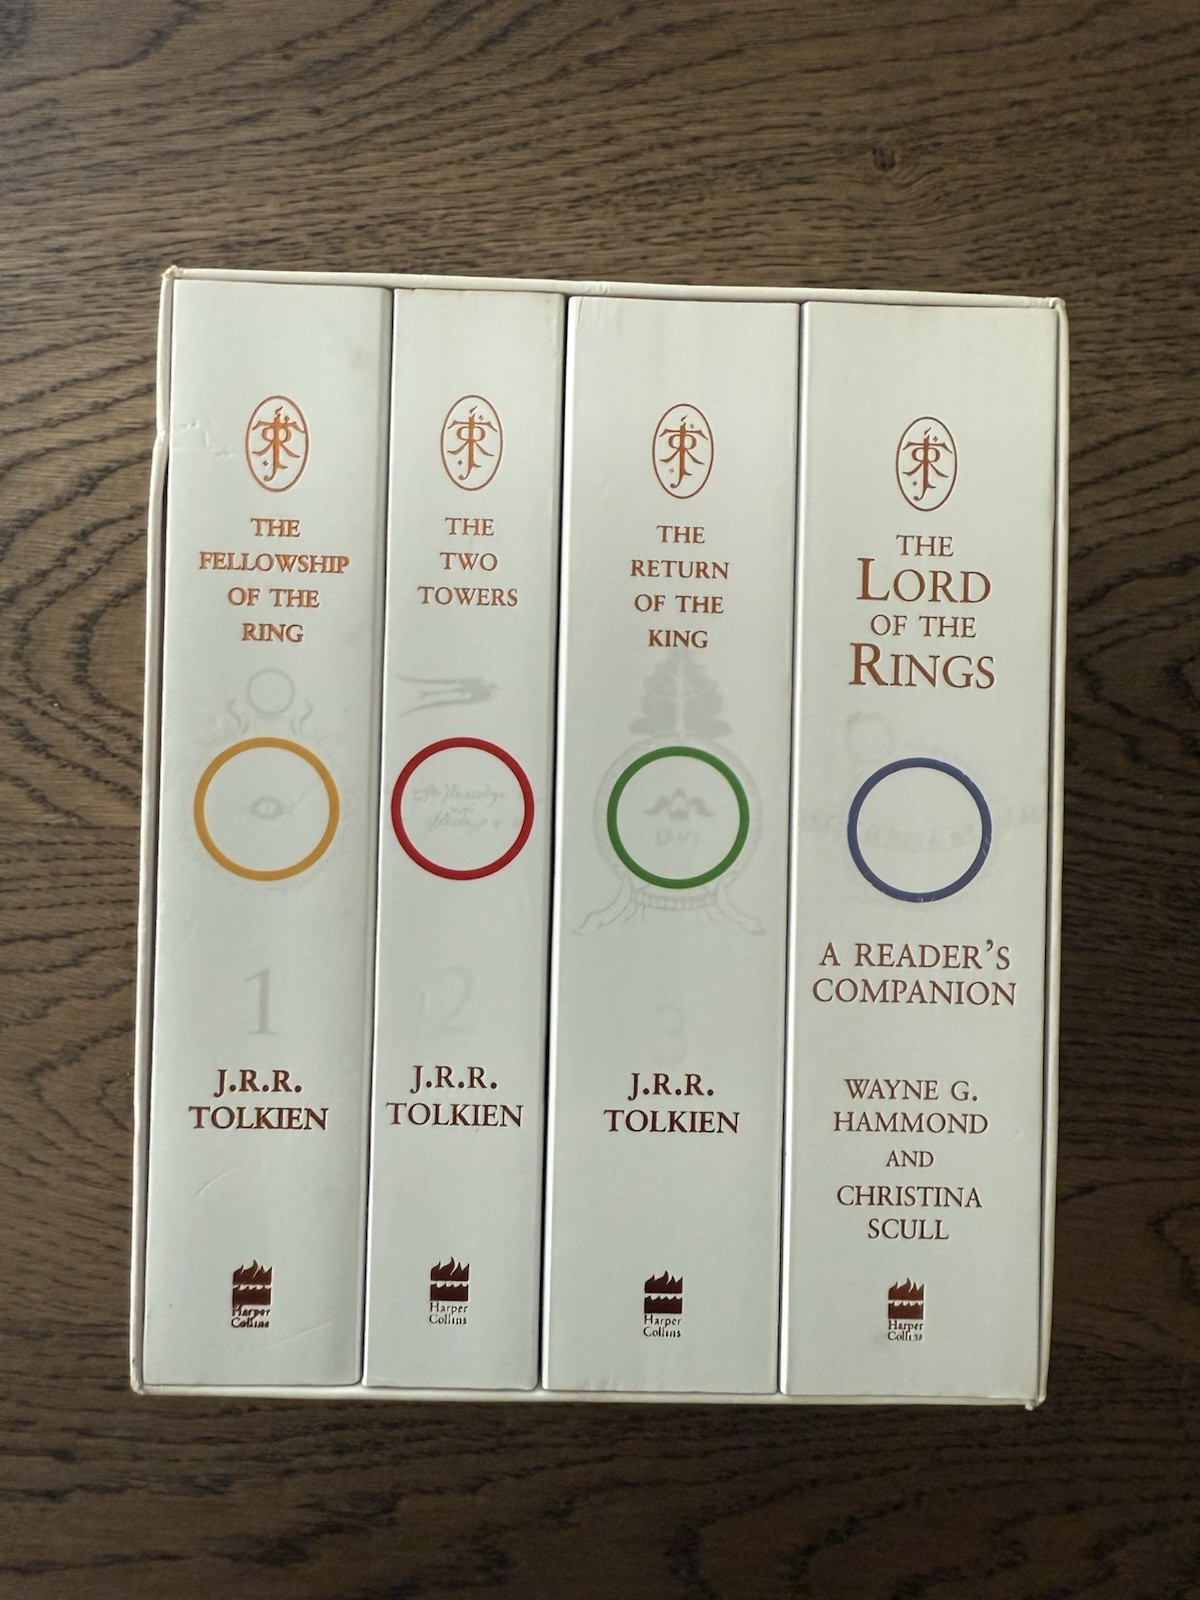 THE
FELLOWSHIP
OF THE
RING
1
J.R.R.
TOLKIEN
Harper
Collins
THE
TWO
TOWERS
2
J.R.R.
TOLKIEN
Harper
Collins
THE
RETURN
OF THE
KING
3
J.R.R.
TOLKIEN
Harper
Collins
THE
LORD
OF THE
RINGS
A READER'S
COMPANION
WAYNE G.
HAMMOND
AND
CHRISTINA
SCULL
Harper
Collins